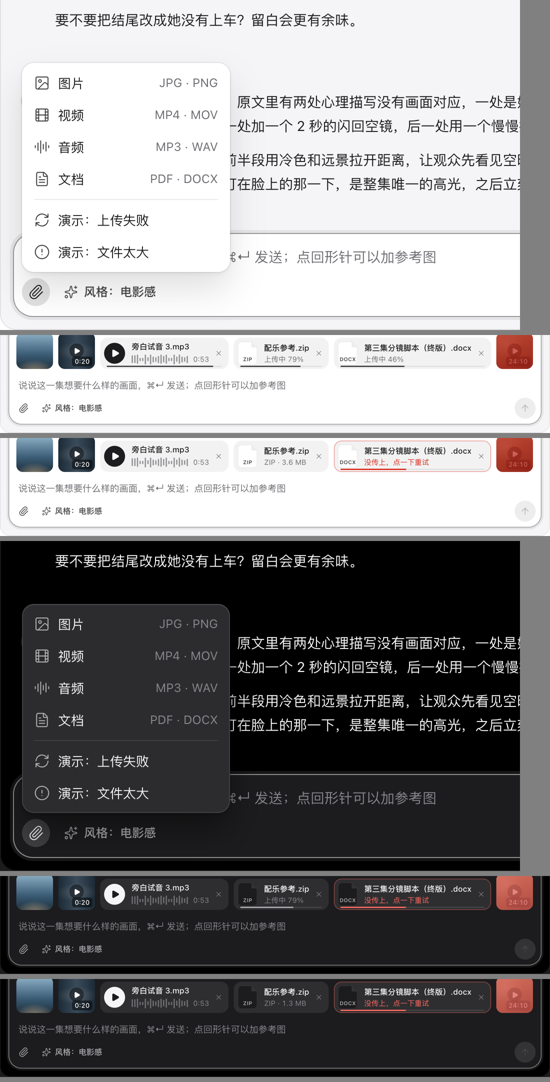 要不要把结尾改成她没有上车？留白会更有余味。
图片 JPG · PNG
视频 MP4 · MOV
音频 MP3 · WAV
文档 PDF · DOCX
演示：上传失败
演示：文件太大
原文里有两处心理描写没有画面对应，一处是
一处加一个 2 秒的闪回空镜，后一处用一个慢慢
前半段用冷色和远景拉开距离，让观众先看见空
打在脸上的那一下，是整集唯一的高光，之后立
⌘↵ 发送；点回形针可以加参考图
风格：电影感
0:20
旁白试音 3.mp3
0:53
ZIP
配乐参考.zip
上传中 79%
DOCX
第三集分镜脚本（终版）.docx
上传中 46%
24:10
说说这一集想要什么样的画面，⌘↵ 发送；点回形针可以加参考图
风格：电影感
0:20
旁白试音 3.mp3
0:53
ZIP
配乐参考.zip
ZIP · 3.6 MB
DOCX
第三集分镜脚本（终版）.docx
没传上，点一下重试
24:10
说说这一集想要什么样的画面，⌘↵ 发送；点回形针可以加参考图
风格：电影感
要不要把结尾改成她没有上车？留白会更有余味。
图片 JPG · PNG
视频 MP4 · MOV
音频 MP3 · WAV
文档 PDF · DOCX
演示：上传失败
演示：文件太大
原文里有两处心理描写没有画面对应，一处是
一处加一个 2 秒的闪回空镜，后一处用一个慢慢
前半段用冷色和远景拉开距离，让观众先看见空
打在脸上的那一下，是整集唯一的高光，之后立
⌘↵ 发送；点回形针可以加参考图
风格：电影感
0:20
旁白试音 3.mp3
0:53
ZIP
配乐参考.zip
上传中 79%
DOCX
第三集分镜脚本（终版）.docx
没传上，点一下重试
24:10
说说这一集想要什么样的画面，⌘↵ 发送；点回形针可以加参考图
风格：电影感
0:20
旁白试音 3.mp3
0:53
ZIP
配乐参考.zip
ZIP · 1.3 MB
DOCX
第三集分镜脚本（终版）.docx
没传上，点一下重试
24:10
说说这一集想要什么样的画面，⌘↵ 发送；点回形针可以加参考图
风格：电影感